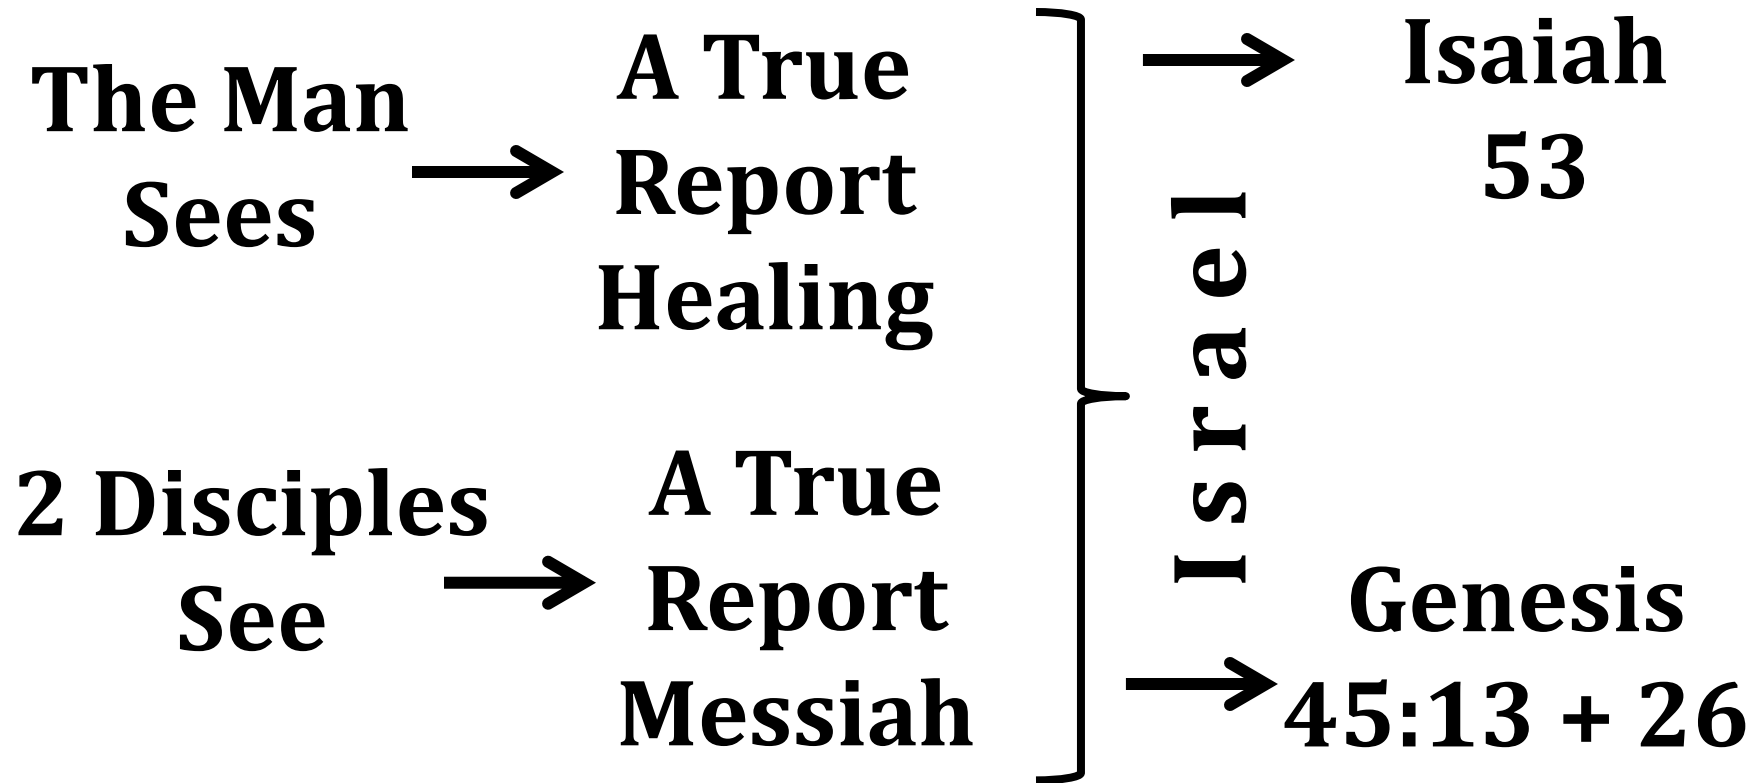 The Man
Sees
A True
Report
Healing
2 Disciples
See
A True
Report
Messiah
Israel
Isaiah
53
Genesis
45:13 + 26